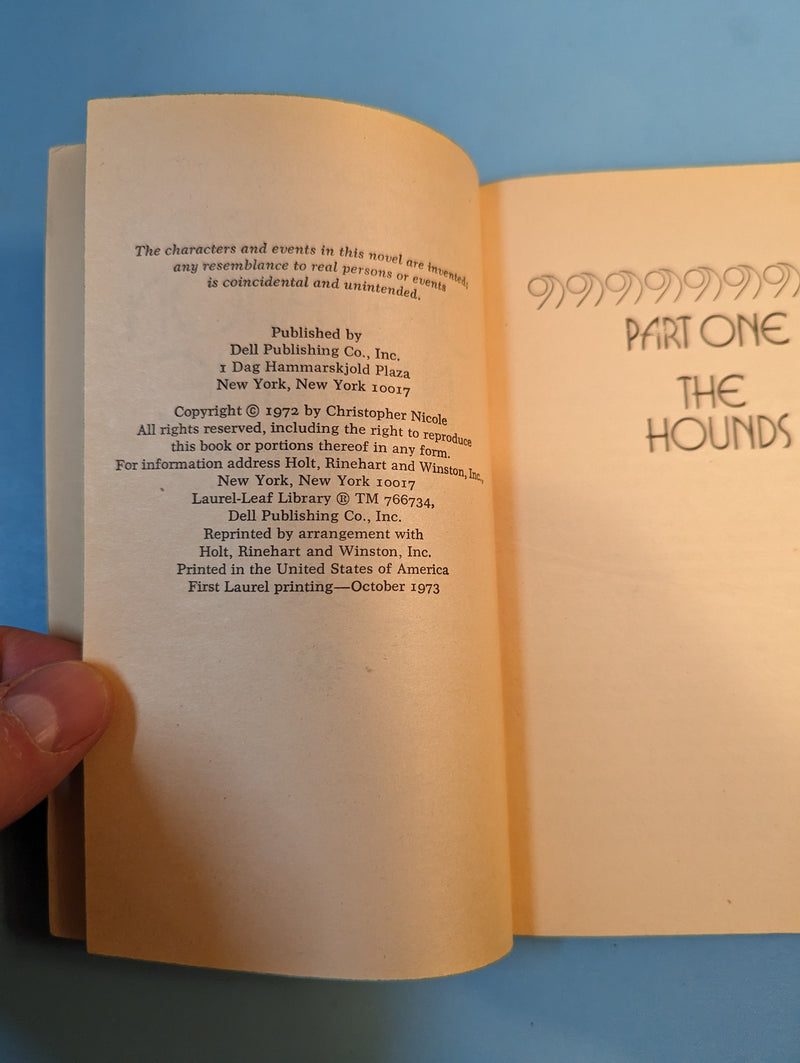 The characters and events in this novel are invented;
any resemblance to real persons or events
is coincidental and unintended.
Published by
Dell Publishing Co., Inc.
1 Dag Hammarskjold Plaza
New York, New York 10017
Copyright © 1972 by Christopher Nicole
All rights reserved, including the right to reproduce
this book or portions thereof in any form.
For information address Holt, Rinehart and Winston, Inc.,
New York, New York 10017
Laurel-Leaf Library ® TM 766734,
Dell Publishing Co., Inc.
Reprinted by arrangement with
Holt, Rinehart and Winston, Inc.
Printed in the United States of America
First Laurel printing—October 1973
PART ONE
THE
HOUNDS